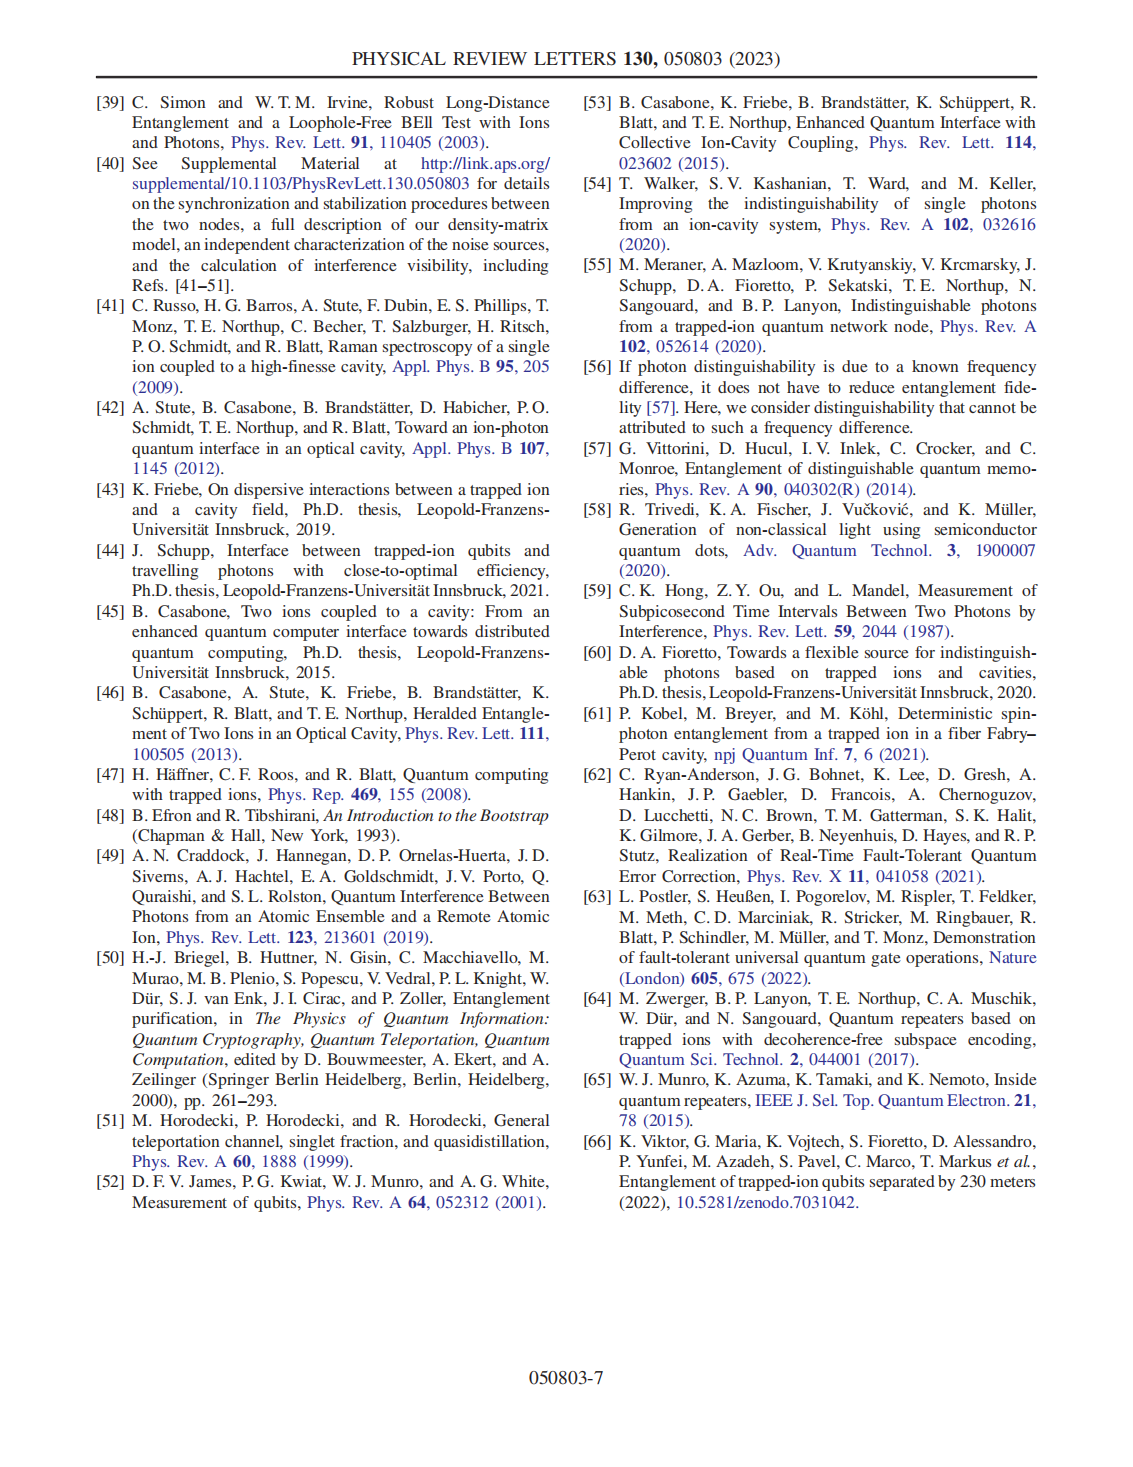 PHYSICAL REVIEW LETTERS 130, 050803 (2023)
[39] C. Simon and W. T. M. Irvine, Robust Long-Distance
Entanglement and a Loophole-Free BEll Test with Ions
and Photons, Phys. Rev. Lett. 91, 110405 (2003).
[40] See Supplemental Material at http://link.aps.org/
supplemental/10.1103/PhysRevLett.130.050803 for details
on the synchronization and stabilization procedures between
the two nodes, a full description of our density-matrix
model, an independent characterization of the noise sources,
and the calculation of interference visibility, including
Refs. [41–51].
[41] C. Russo, H. G. Barros, A. Stute, F. Dubin, E. S. Phillips, T.
Monz, T. E. Northup, C. Becher, T. Salzburger, H. Ritsch,
P. O. Schmidt, and R. Blatt, Raman spectroscopy of a single
ion coupled to a high-finesse cavity, Appl. Phys. B 95, 205
(2009).
[42] A. Stute, B. Casabone, B. Brandstätter, D. Habicher, P. O.
Schmidt, T. E. Northup, and R. Blatt, Toward an ion-photon
quantum interface in an optical cavity, Appl. Phys. B 107,
1145 (2012).
[43] K. Friebe, On dispersive interactions between a trapped ion
and a cavity field, Ph.D. thesis, Leopold-Franzens-
Universität Innsbruck, 2019.
[44] J. Schupp, Interface between trapped-ion qubits and
travelling photons with close-to-optimal efficiency,
Ph.D. thesis, Leopold-Franzens-Universität Innsbruck, 2021.
[45] B. Casabone, Two ions coupled to a cavity: From an
enhanced quantum computer interface towards distributed
quantum computing, Ph.D. thesis, Leopold-Franzens-
Universität Innsbruck, 2015.
[46] B. Casabone, A. Stute, K. Friebe, B. Brandstätter, K.
Schüppert, R. Blatt, and T. E. Northup, Heralded Entangle-
ment of Two Ions in an Optical Cavity, Phys. Rev. Lett. 111,
100505 (2013).
[47] H. Häffner, C. F. Roos, and R. Blatt, Quantum computing
with trapped ions, Phys. Rep. 469, 155 (2008).
[48] B. Efron and R. Tibshirani, An Introduction to the Bootstrap
(Chapman & Hall, New York, 1993).
[49] A. N. Craddock, J. Hannegan, D. P. Ornelas-Huerta, J. D.
Siverns, A. J. Hachtel, E. A. Goldschmidt, J. V. Porto, Q.
Quraishi, and S. L. Rolston, Quantum Interference Between
Photons from an Atomic Ensemble and a Remote Atomic
Ion, Phys. Rev. Lett. 123, 213601 (2019).
[50] H.-J. Briegel, B. Huttner, N. Gisin, C. Macchiavello, M.
Murao, M. B. Plenio, S. Popescu, V. Vedral, P. L. Knight, W.
Dür, S. J. van Enk, J. I. Cirac, and P. Zoller, Entanglement
purification, in The Physics of Quantum Information:
Quantum Cryptography, Quantum Teleportation, Quantum
Computation, edited by D. Bouwmeester, A. Ekert, and A.
Zeilinger (Springer Berlin Heidelberg, Berlin, Heidelberg,
2000), pp. 261–293.
[51] M. Horodecki, P. Horodecki, and R. Horodecki, General
teleportation channel, singlet fraction, and quasidistillation,
Phys. Rev. A 60, 1888 (1999).
[52] D. F. V. James, P. G. Kwiat, W. J. Munro, and A. G. White,
Measurement of qubits, Phys. Rev. A 64, 052312 (2001).
[53] B. Casabone, K. Friebe, B. Brandstätter, K. Schüppert, R.
Blatt, and T. E. Northup, Enhanced Quantum Interface with
Collective Ion-Cavity Coupling, Phys. Rev. Lett. 114,
023602 (2015).
[54] T. Walker, S. V. Kashanian, T. Ward, and M. Keller,
Improving the indistinguishability of single photons
from an ion-cavity system, Phys. Rev. A 102, 032616
(2020).
[55] M. Meraner, A. Mazloom, V. Krutyanskiy, V. Krcmarsky, J.
Schupp, D. A. Fioretto, P. Sekatski, T. E. Northup, N.
Sangouard, and B. P. Lanyon, Indistinguishable photons
from a trapped-ion quantum network node, Phys. Rev. A
102, 052614 (2020).
[56] If photon distinguishability is due to a known frequency
difference, it does not have to reduce entanglement fide-
lity [57]. Here, we consider distinguishability that cannot be
attributed to such a frequency difference.
[57] G. Vittorini, D. Hucul, I. V. Inlek, C. Crocker, and C.
Monroe, Entanglement of distinguishable quantum memo-
ries, Phys. Rev. A 90, 040302(R) (2014).
[58] R. Trivedi, K. A. Fischer, J. Vučković, and K. Müller,
Generation of non-classical light using semiconductor
quantum dots, Adv. Quantum Technol. 3, 1900007
(2020).
[59] C. K. Hong, Z. Y. Ou, and L. Mandel, Measurement of
Subpicosecond Time Intervals Between Two Photons by
Interference, Phys. Rev. Lett. 59, 2044 (1987).
[60] D. A. Fioretto, Towards a flexible source for indistinguish-
able photons based on trapped ions and cavities,
Ph.D. thesis, Leopold-Franzens-Universität Innsbruck, 2020.
[61] P. Kobel, M. Breyer, and M. Köhl, Deterministic spin-
photon entanglement from a trapped ion in a fiber Fabry–
Perot cavity, npj Quantum Inf. 7, 6 (2021).
[62] C. Ryan-Anderson, J. G. Bohnet, K. Lee, D. Gresh, A.
Hankin, J. P. Gaebler, D. Francois, A. Chernoguzov,
D. Lucchetti, N. C. Brown, T. M. Gatterman, S. K. Halit,
K. Gilmore, J. A. Gerber, B. Neyenhuis, D. Hayes, and R. P.
Stutz, Realization of Real-Time Fault-Tolerant Quantum
Error Correction, Phys. Rev. X 11, 041058 (2021).
[63] L. Postler, S. Heußen, I. Pogorelov, M. Rispler, T. Feldker,
M. Meth, C. D. Marciniak, R. Stricker, M. Ringbauer, R.
Blatt, P. Schindler, M. Müller, and T. Monz, Demonstration
of fault-tolerant universal quantum gate operations, Nature
(London) 605, 675 (2022).
[64] M. Zwerger, B. P. Lanyon, T. E. Northup, C. A. Muschik,
W. Dür, and N. Sangouard, Quantum repeaters based on
trapped ions with decoherence-free subspace encoding,
Quantum Sci. Technol. 2, 044001 (2017).
[65] W. J. Munro, K. Azuma, K. Tamaki, and K. Nemoto, Inside
quantum repeaters, IEEE J. Sel. Top. Quantum Electron. 21,
78 (2015).
[66] K. Viktor, G. Maria, K. Vojtech, S. Fioretto, D. Alessandro,
P. Yunfei, M. Azadeh, S. Pavel, C. Marco, T. Markus et al.,
Entanglement of trapped-ion qubits separated by 230 meters
(2022), 10.5281/zenodo.7031042.
050803-7